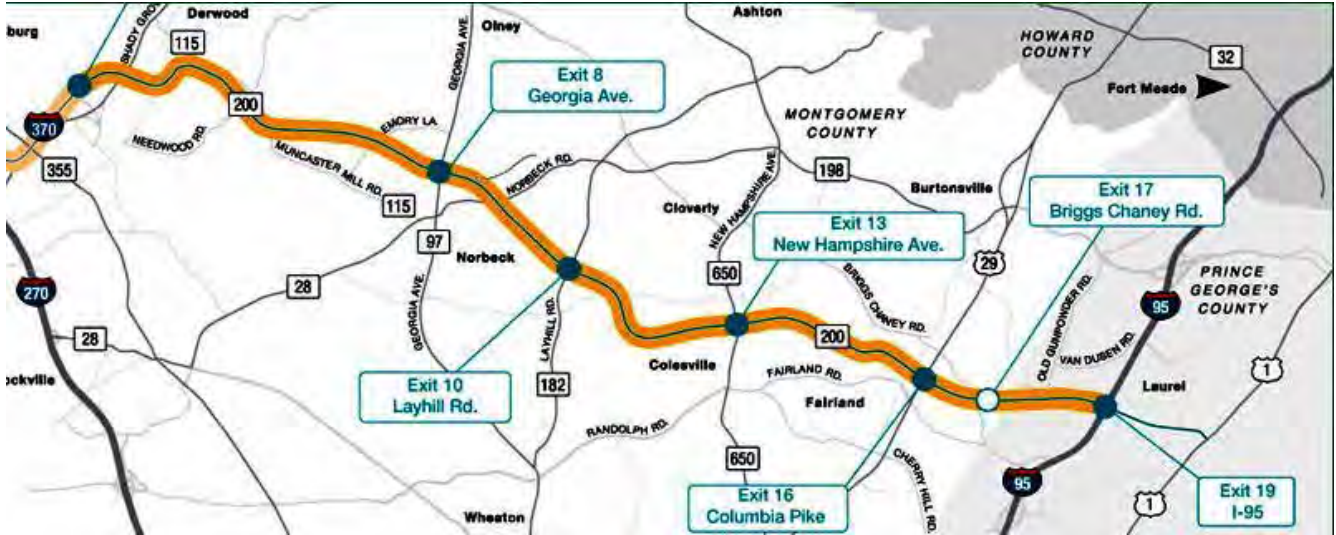 Derwood
burg
SHADY GRO
115
Olney
GEORGIA AVE.
Ashton
HOWARD
COUNTY
32
Fort Meade
Exit 8
Georgia Ave.
370
200
EMORY LA.
NEEDWOOD RD.
MUNCASTER MILL RD.
115
355
NORBECK RD.
MONTGOMERY
COUNTY
198
Burtonsville
Exit 17
Briggs Chaney Rd.
Cloverly
NEW HAMPSHIRE AVE.
Exit 13
New Hampshire Ave.
97
Norbeck
28
650
29
BRIGGS CHANEY RD.
OLD GUNPOWDER RD.
PRINCE
GEORGE'S
COUNTY
270
95
28
GEORGIA AVE.
LAYHILL RD.
200
VAN DUSEN RD.
ockville
Exit 10
Layhill Rd.
182
Colesville
FAIRLAND RD.
Fairland
Laurel
1
RANDOLPH RD.
650
CHERRY HILL RD.
95
Exit 16
Columbia Pike
Exit 19
I-95
1
Wheaton